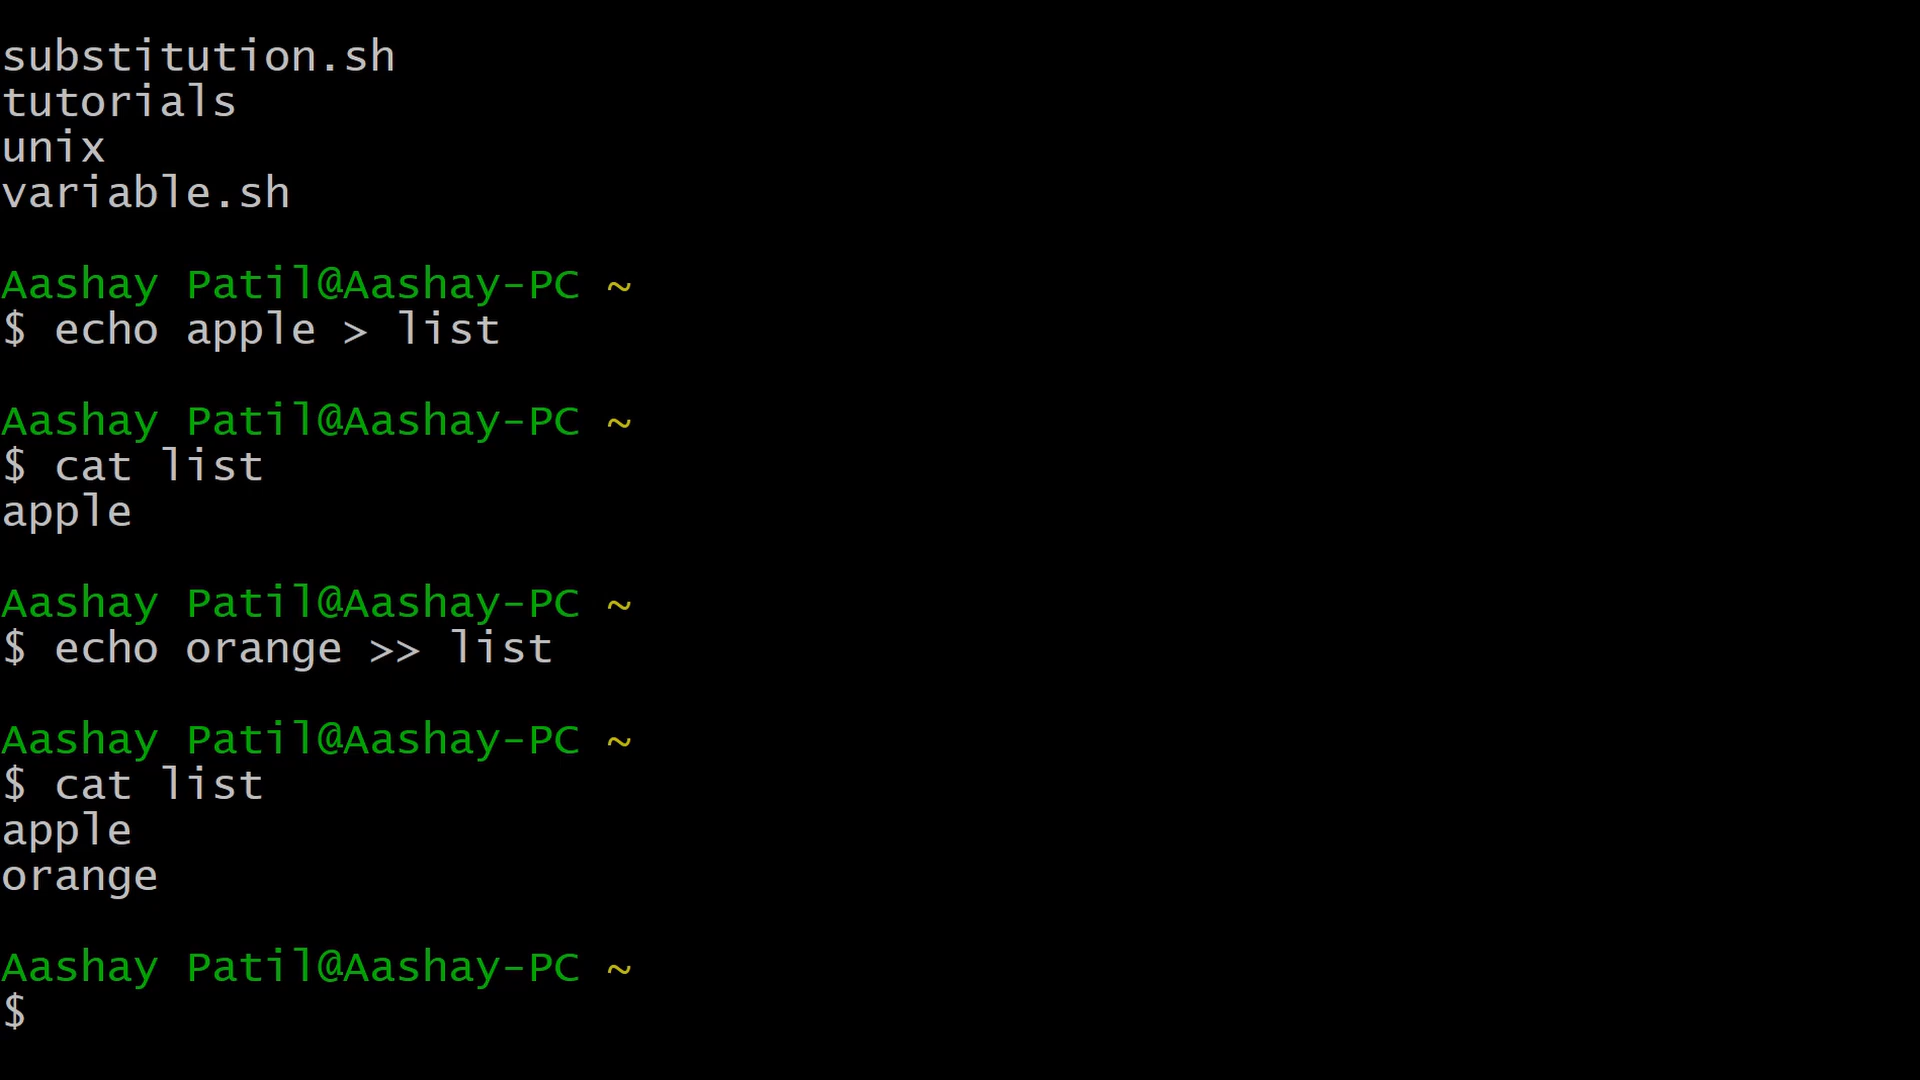 substitution.sh
tutorials
unix
variable.sh
Aashay Patil@Aashay-PC ~
$ echo apple > list
Aashay Patil@Aashay-PC ~
$ cat list
apple
Aashay Patil@Aashay-PC ~
$ echo orange >> list
Aashay Patil@Aashay-PC ~
$ cat list
apple
orange
Aashay Patil@Aashay-PC ~
$